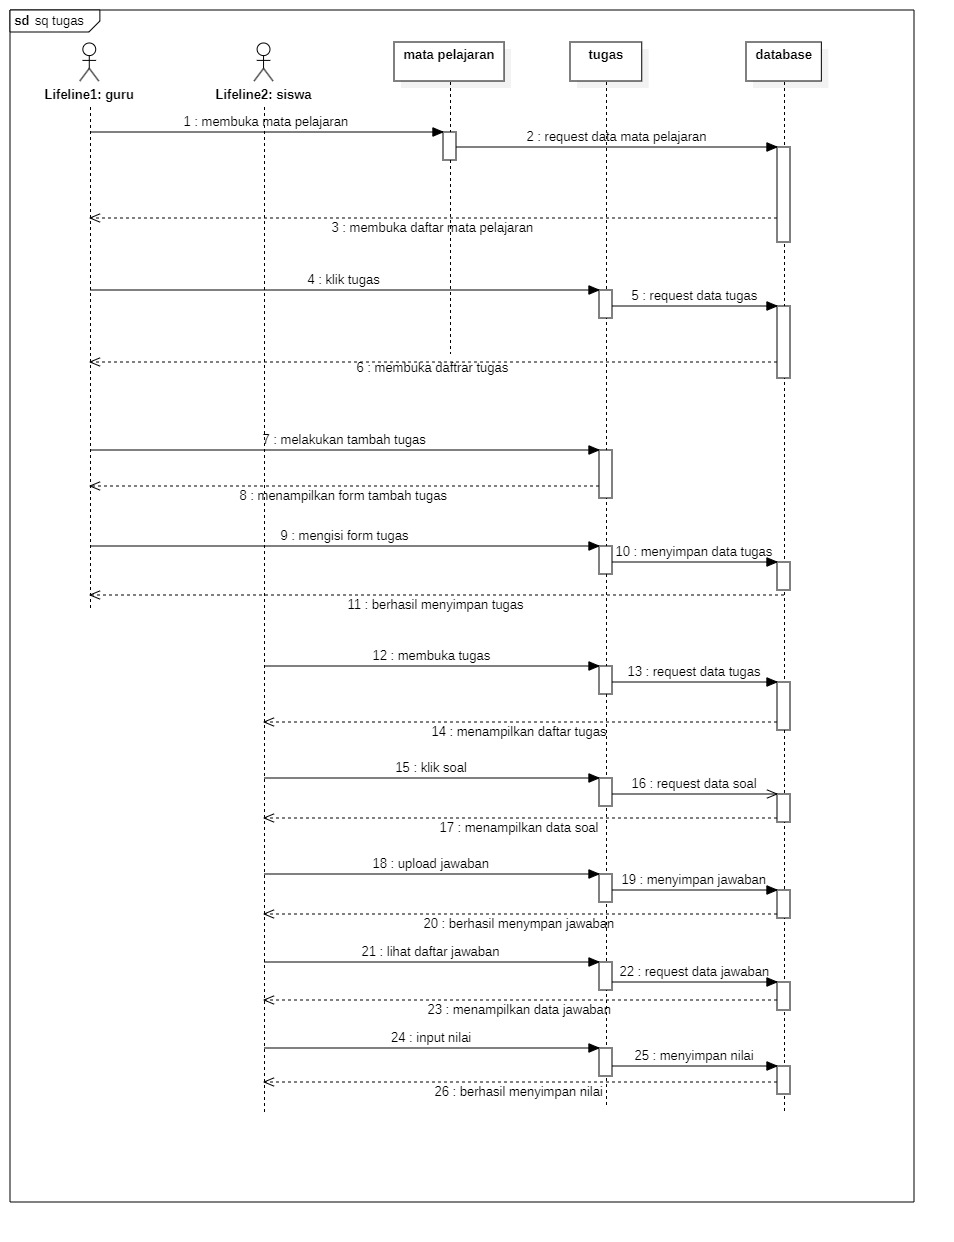 sd sq tugas
mata pelajaran
tugas
database
Lifeline1: guru
Lifeline2: siswa
1 : membuka mata pelajaran
2 : request data mata pelajaran
3 : membuka daftar mata pelajaran
4 : klik tugas
5 : request data tugas
6 : membuka daftrar tugas
7 : melakukan tambah tugas
8 : menampilkan form tambah tugas
9 : mengisi form tugas
10 : menyimpan data tugas
11 : berhasil menyimpan tugas
12 : membuka tugas
13 : request data tugas
14 : menampilkan daftar tugas
15 : klik soal
16 : request data soal
17 : menampilkan data soal
18 : upload jawaban
19 : menyimpan jawaban
20 : berhasil menympan jawaban
21 : lihat daftar jawaban
22 : request data jawaban
23 : menampilkan data jawaban
24 : input nilai
25 : menyimpan nilai
26 : berhasil menyimpan nilai